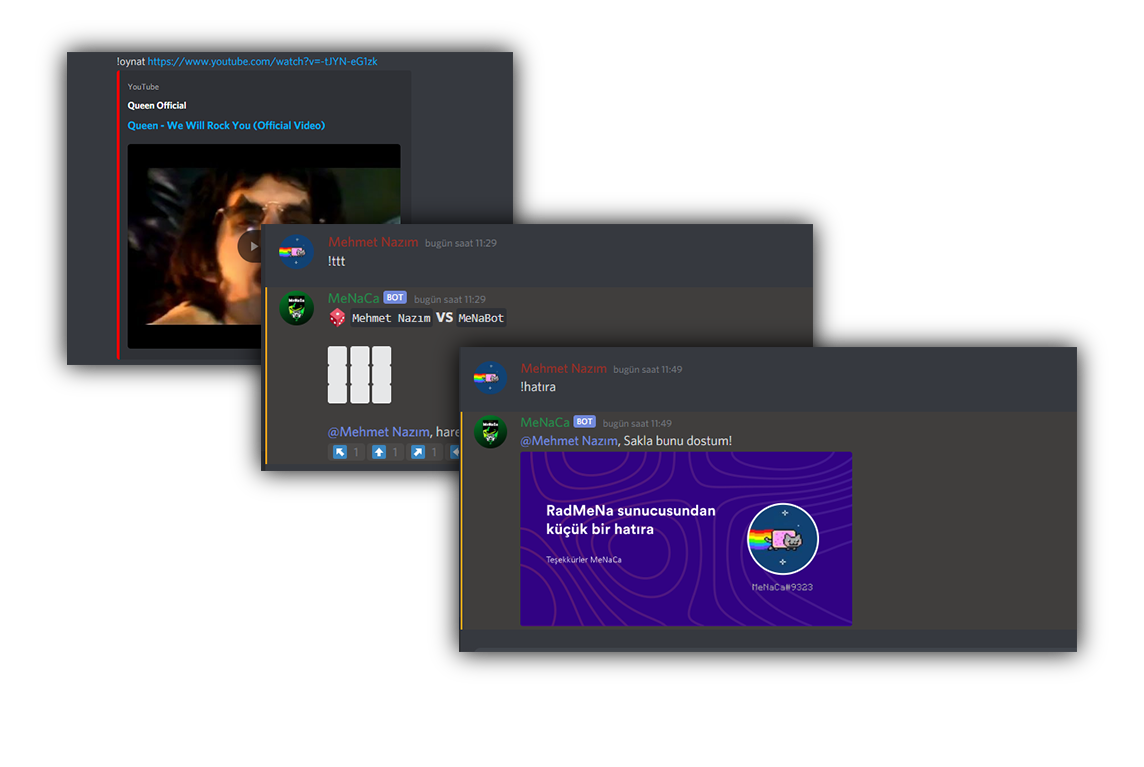 !oynat https://www.youtube.com/watch?v=-tJYN-eG1zk
YouTube
Queen Official
Queen - We Will Rock You (Official Video)
Mehmet Nazım bugün saat 11:29
!ttt
MeNaCa BOT bugün saat 11:29
Mehmet Nazım VS MeNaBot
@Mehmet Nazım, hare
1 1 1
Mehmet Nazım bugün saat 11:49
!hatıra
MeNaCa BOT bugün saat 11:49
@Mehmet Nazım, Sakla bunu dostum!
RadMeNa sunucusundan
küçük bir hatıra
Teşekkürler MeNaCa
MeNaCa#9323